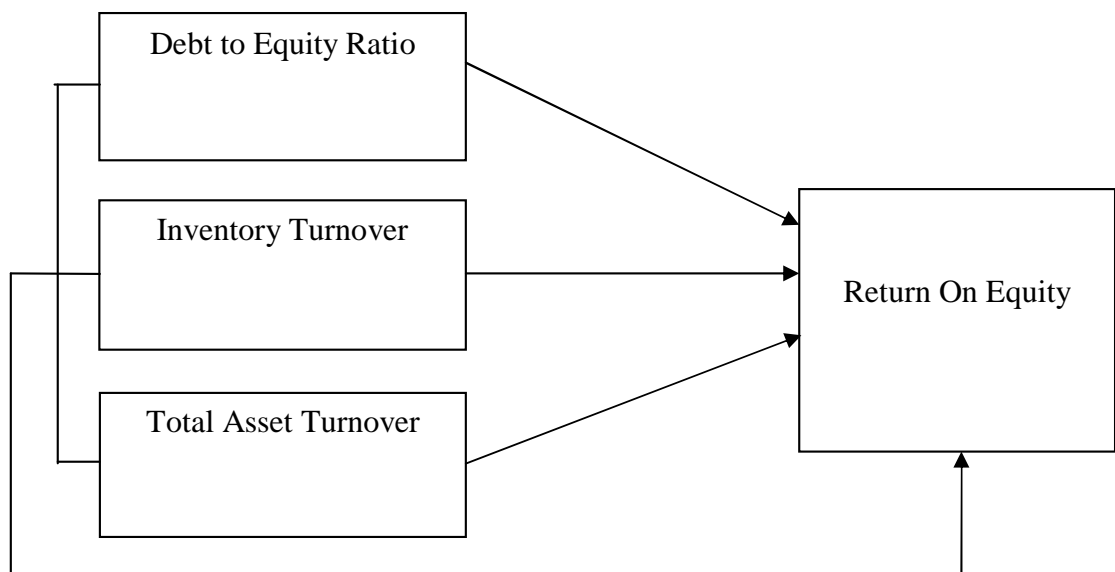 Debt to Equity Ratio
Inventory Turnover
Return On Equity
Total Asset Turnover